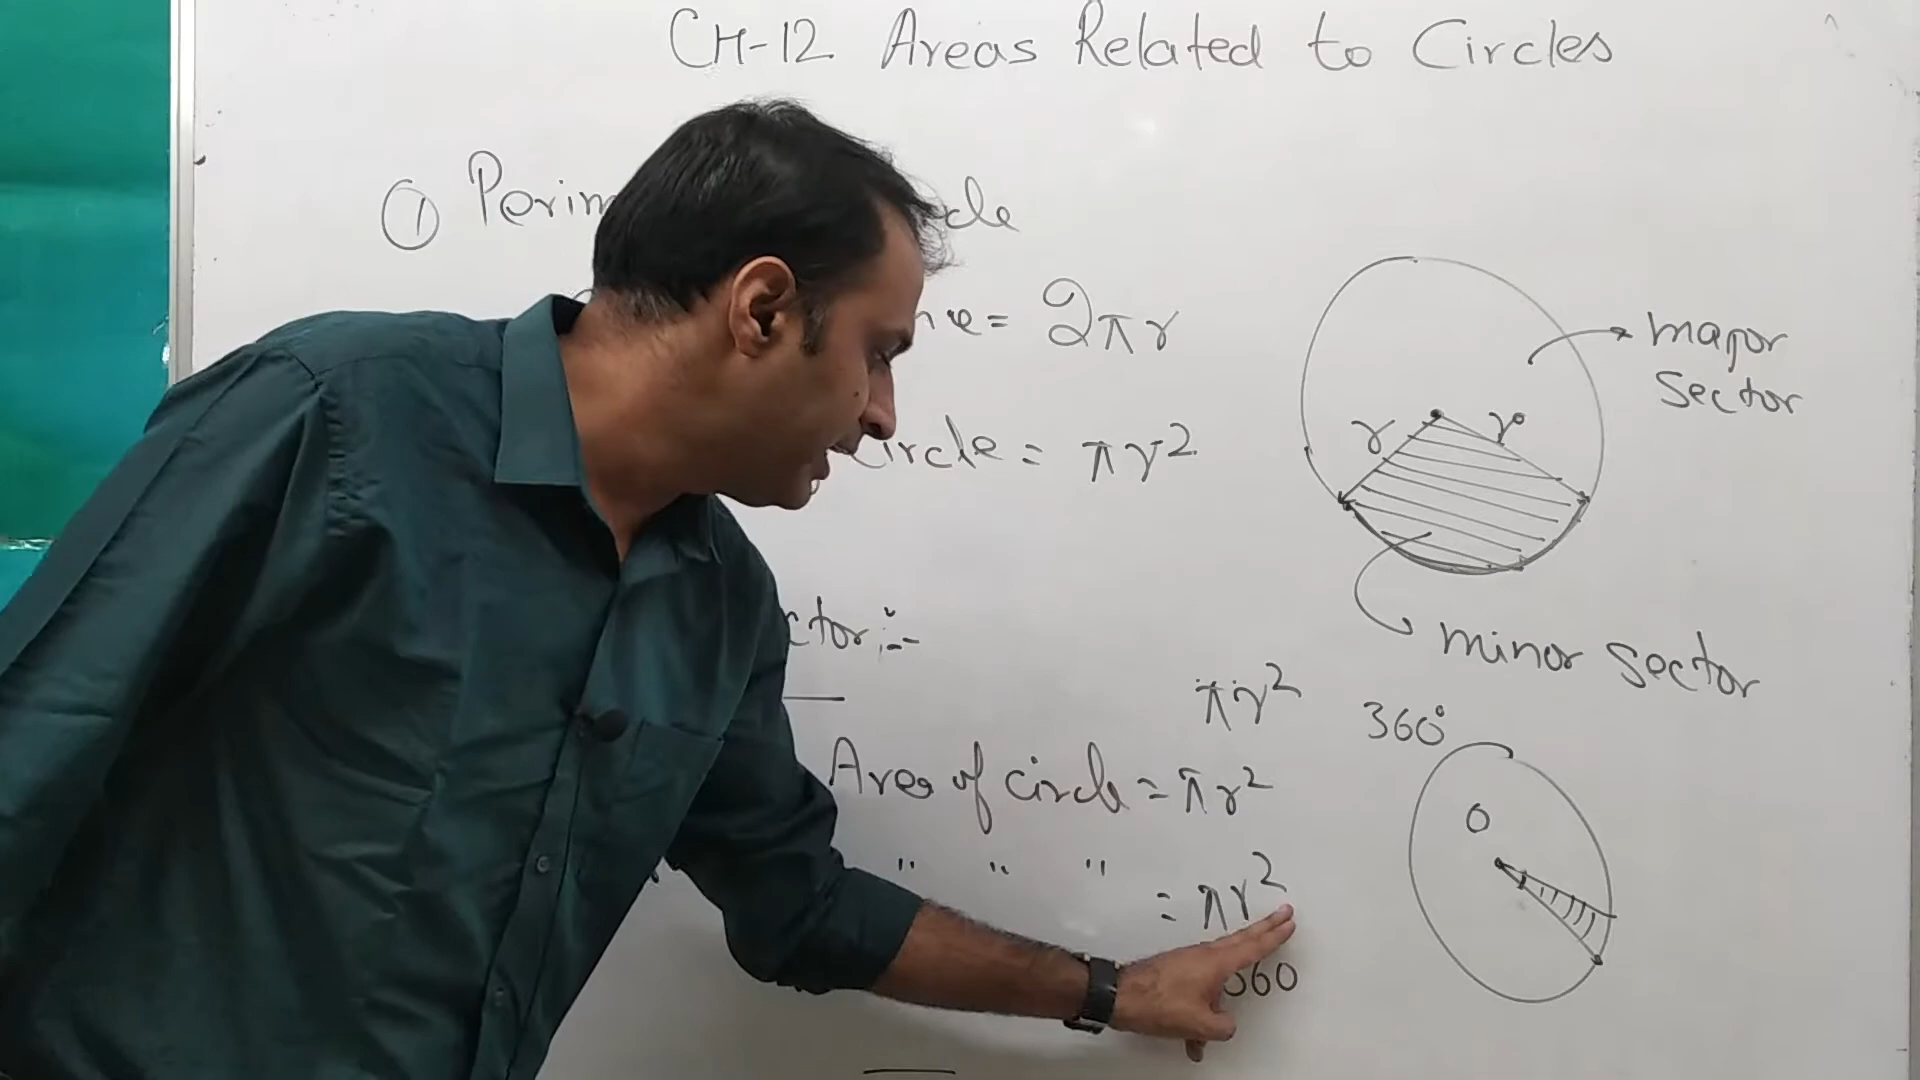 CH-12 Areas Related to Circles
① Perim cle
= 2πr
Circle = πr²
ctor :-
major
sector
r r
minor sector
πr²
360°
Area of circle = πr²
O
" " " = πr²
360